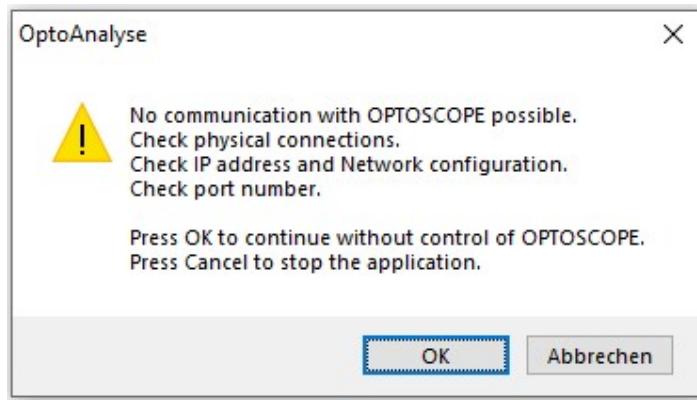 OptoAnalyse
No communication with OPTOSCOPE possible.
Check physical connections.
Check IP address and Network configuration.
Check port number.
Press OK to continue without control of OPTOSCOPE.
Press Cancel to stop the application.
OK
Abbrechen